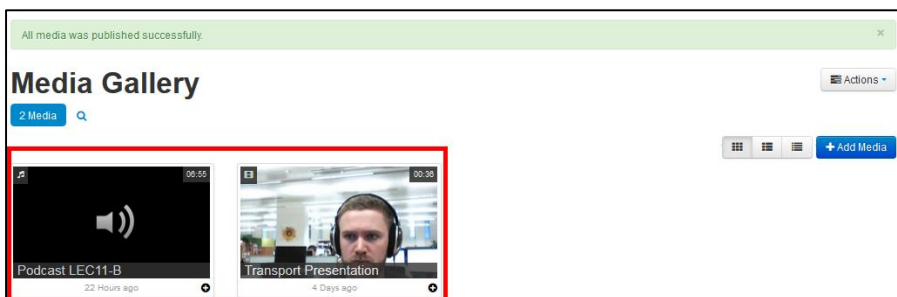 All media was published successfully.
×
Media Gallery
Actions
2 Media
+ Add Media
06:55
00:36
Podcast LEC11-B
Transport Presentation
22 Hours ago
4 Days ago